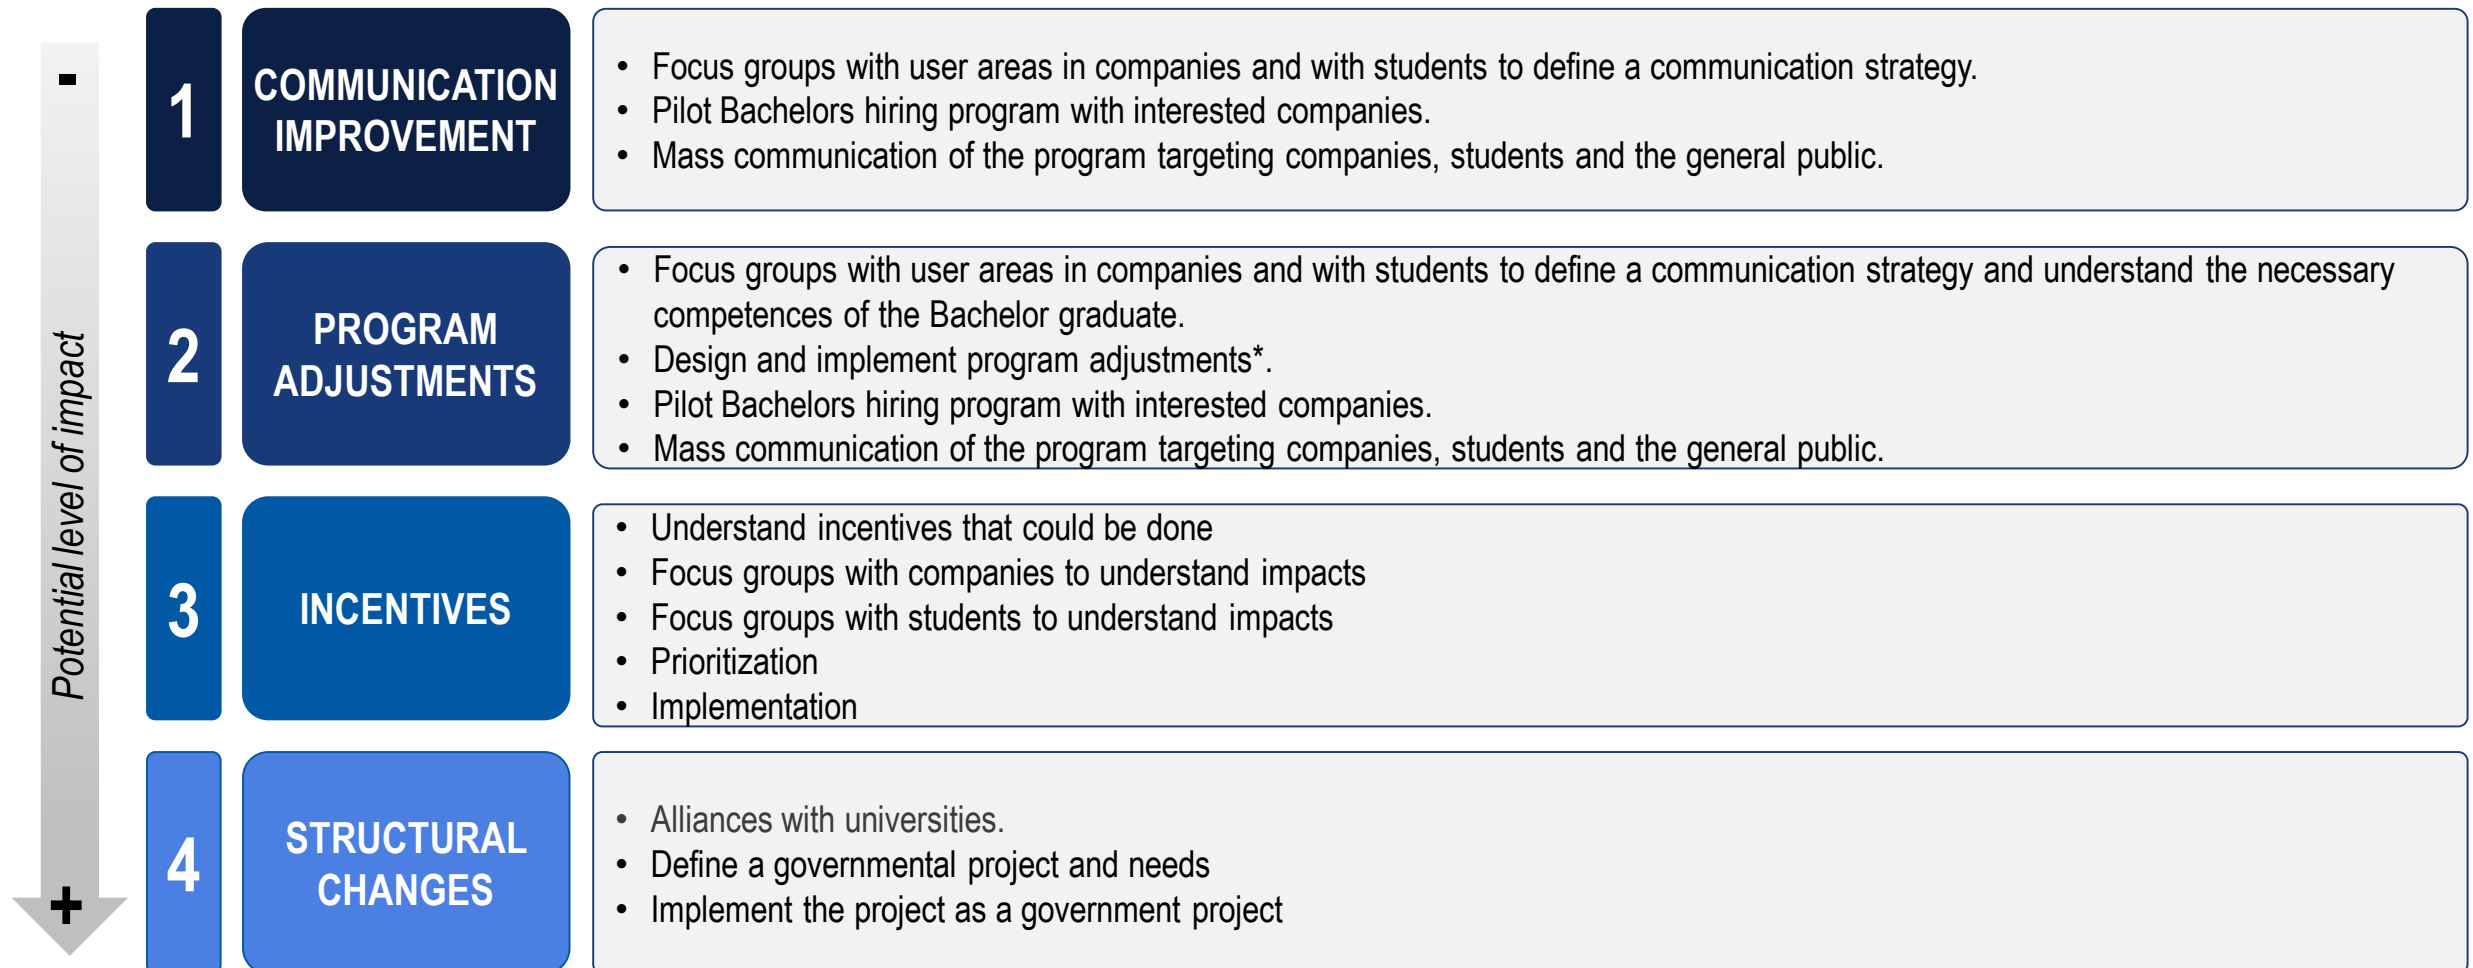 -
Potential level of impact
+
1
COMMUNICATION
IMPROVEMENT
• Focus groups with user areas in companies and with students to define a communication strategy.
• Pilot Bachelors hiring program with interested companies.
• Mass communication of the program targeting companies, students and the general public.
2
PROGRAM
ADJUSTMENTS
• Focus groups with user areas in companies and with students to define a communication strategy and understand the necessary
competences of the Bachelor graduate.
• Design and implement program adjustments*.
• Pilot Bachelors hiring program with interested companies.
• Mass communication of the program targeting companies, students and the general public.
3
INCENTIVES
• Understand incentives that could be done
• Focus groups with companies to understand impacts
• Focus groups with students to understand impacts
• Prioritization
• Implementation
4
STRUCTURAL
CHANGES
• Alliances with universities.
• Define a governmental project and needs
• Implement the project as a government project